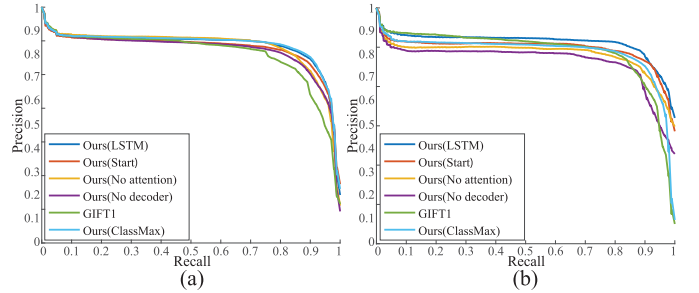 1
0.9
0.8
0.7
0.6
0.5
0.4
0.3
0.2
0.1
0
Precision
Ours(LSTM)
Ours(Start)
Ours(No attention)
Ours(No decoder)
GIFT1
Ours(ClassMax)
0 0.1 0.2 0.3 0.4 0.5 0.6 0.7 0.8 0.9 1
Recall
(a)
1
0.9
0.8
0.7
0.6
0.5
0.4
0.3
0.2
0.1
0
Precision
Ours(LSTM)
Ours(Start)
Ours(No attention)
Ours(No decoder)
GIFT1
Ours(ClassMax)
0 0.1 0.2 0.3 0.4 0.5 0.6 0.7 0.8 0.9 1
Recall
(b)